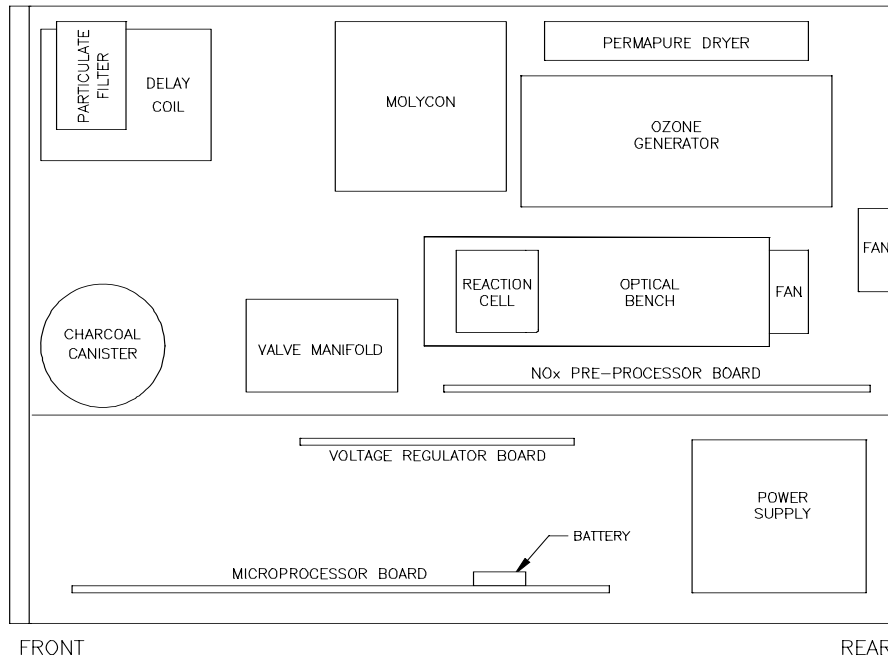 PARTICULATE
FILTER
DELAY
COIL
MOLYCON
PERMAPURE DRYER
OZONE
GENERATOR
FAN
REACTION
CELL
OPTICAL
BENCH
FAN
CHARCOAL
CANISTER
VALVE MANIFOLD
NOx PRE-PROCESSOR BOARD
VOLTAGE REGULATOR BOARD
POWER
SUPPLY
BATTERY
MICROPROCESSOR BOARD
FRONT
REAR